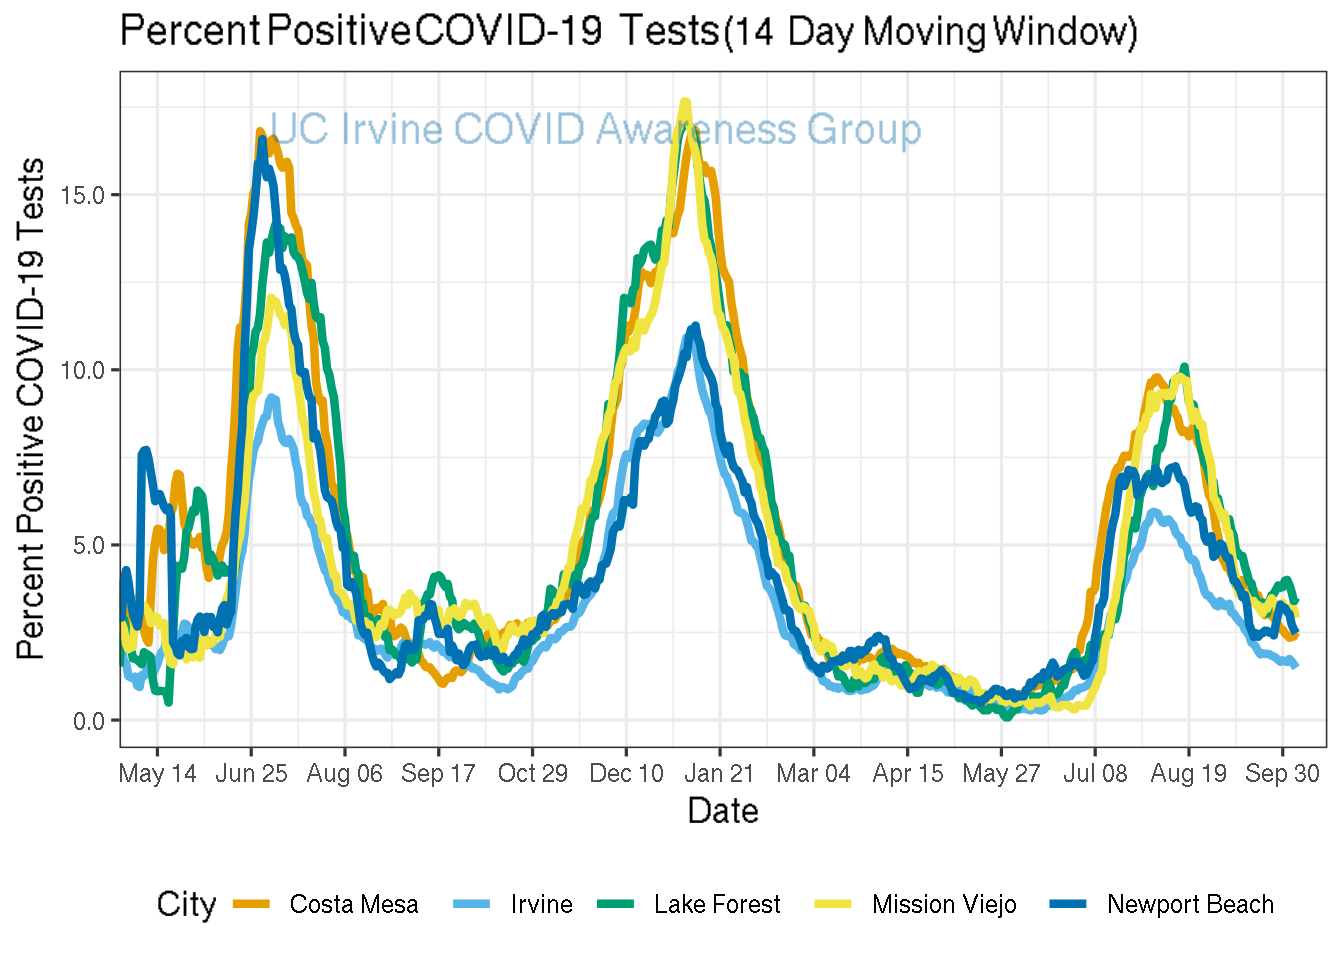 Percent Positive COVID-19 Tests(14 Day Moving Window)
UC Irvine COVID Awareness Group
Percent Positive COVID-19 Tests
15.0
10.0
5.0
0.0
May 14 Jun 25 Aug 06 Sep 17 Oct 29 Dec 10 Jan 21 Mar 04 Apr 15 May 27 Jul 08 Aug 19 Sep 30
Date
City Costa Mesa Irvine Lake Forest Mission Viejo Newport Beach